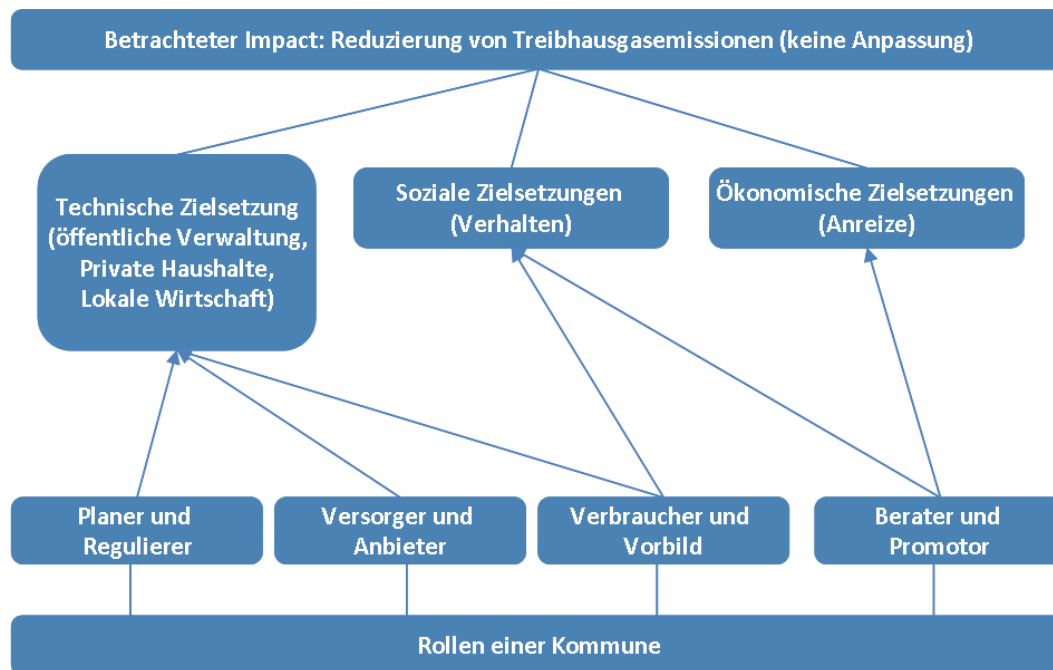 Betrachteter Impact: Reduzierung von Treibhausgasemissionen (keine Anpassung)
Technische Zielsetzung
(öffentliche Verwaltung,
Private Haushalte,
Lokale Wirtschaft)
Soziale Zielsetzungen
(Verhalten)
Ökonomische Zielsetzungen
(Anreize)
Planer und
Regulierer
Versorger und
Anbieter
Verbraucher und
Vorbild
Berater und
Promotor
Rollen einer Kommune